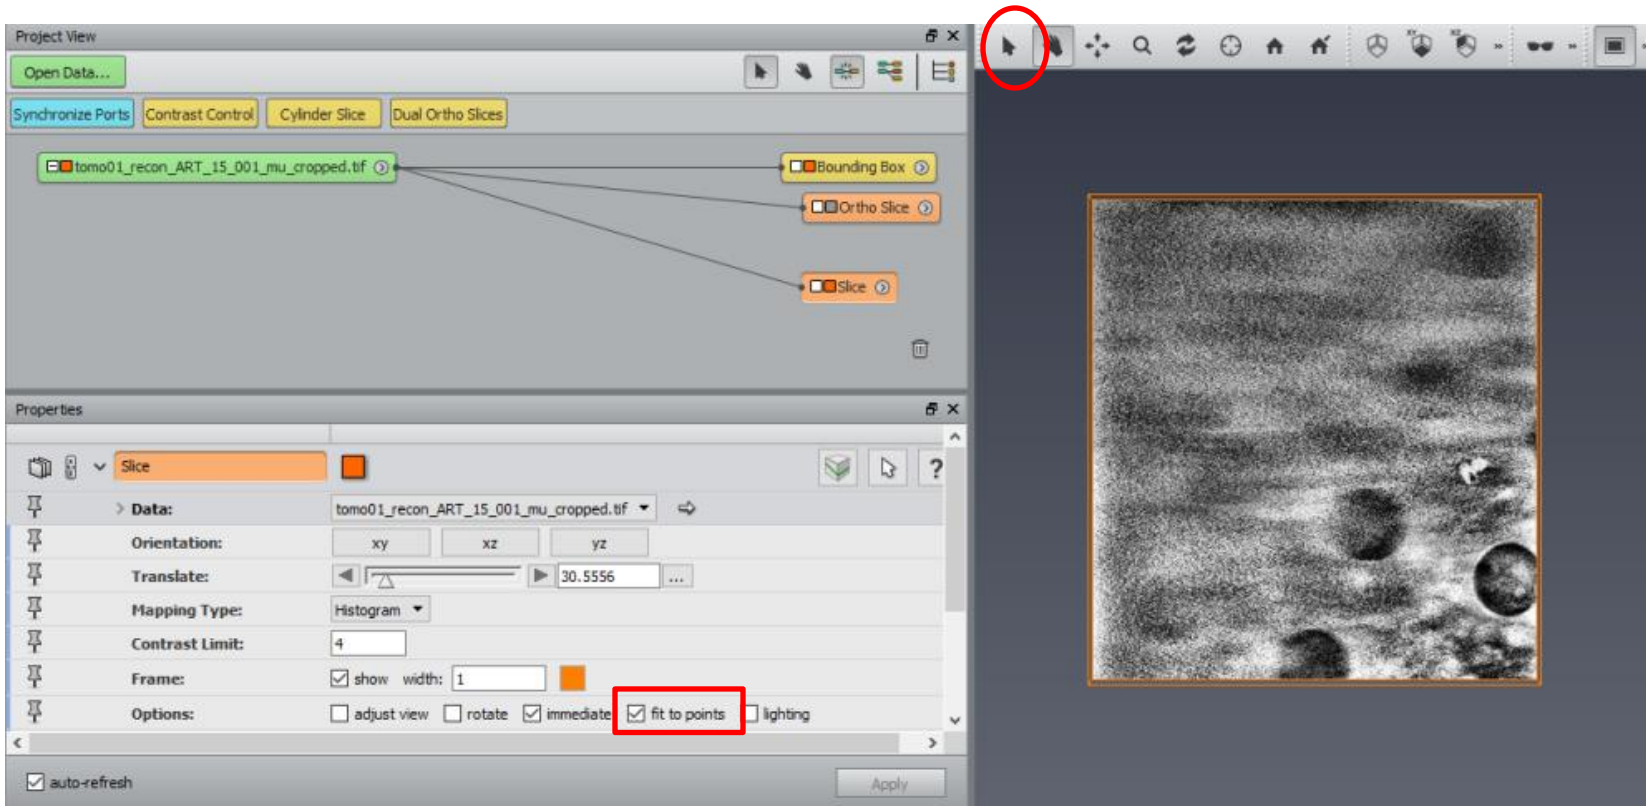 Project View
Open Data...
Synchronize Ports Contrast Control Cylinder Slice Dual Ortho Slices
tomo01_recon_ART_15_001_mu_cropped.tif
Bounding Box
Ortho Slice
Slice
Properties
Slice ?
Data: tomo01_recon_ART_15_001_mu_cropped.tif
Orientation: xy xz yz
Translate: 30.5556 ...
Mapping Type: Histogram
Contrast Limit: 4
Frame: show width: 1
Options: adjust view rotate immediate fit to points lighting
auto-refresh Apply